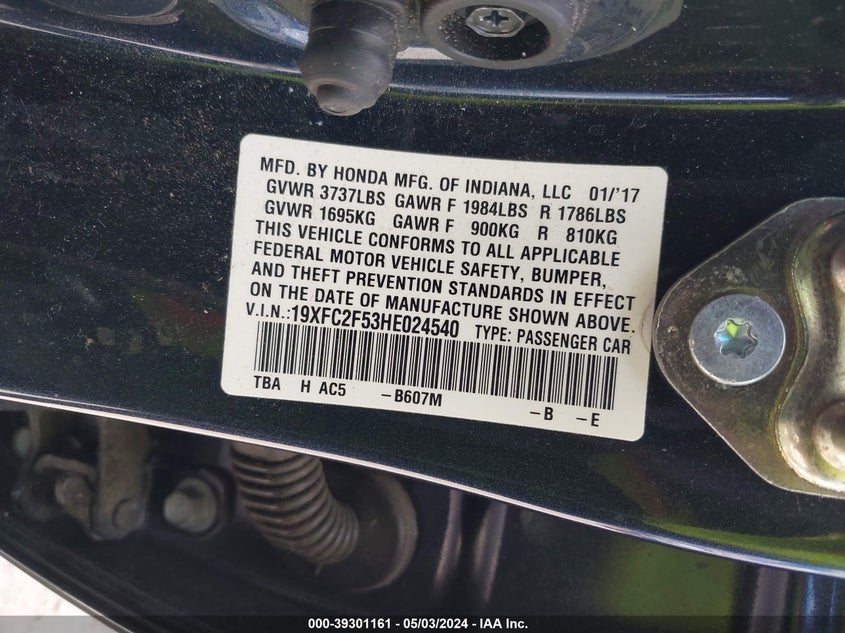 MFD. BY HONDA MFG. OF INDIANA, LLC 01/'17
GVWR 3737LBS GAWR F 1984LBS R 1786LBS
GVWR 1695KG GAWR F 900KG R 810KG
THIS VEHICLE CONFORMS TO ALL APPLICABLE
FEDERAL MOTOR VEHICLE SAFETY, BUMPER,
AND THEFT PREVENTION STANDARDS IN EFFECT
ON THE DATE OF MANUFACTURE SHOWN ABOVE.
V.I.N.:19XFC2F53HE024540 TYPE: PASSENGER CAR
TBA H AC5 -B607M -B -E
000-39301161 - 05/03/2024 - IAA Inc.